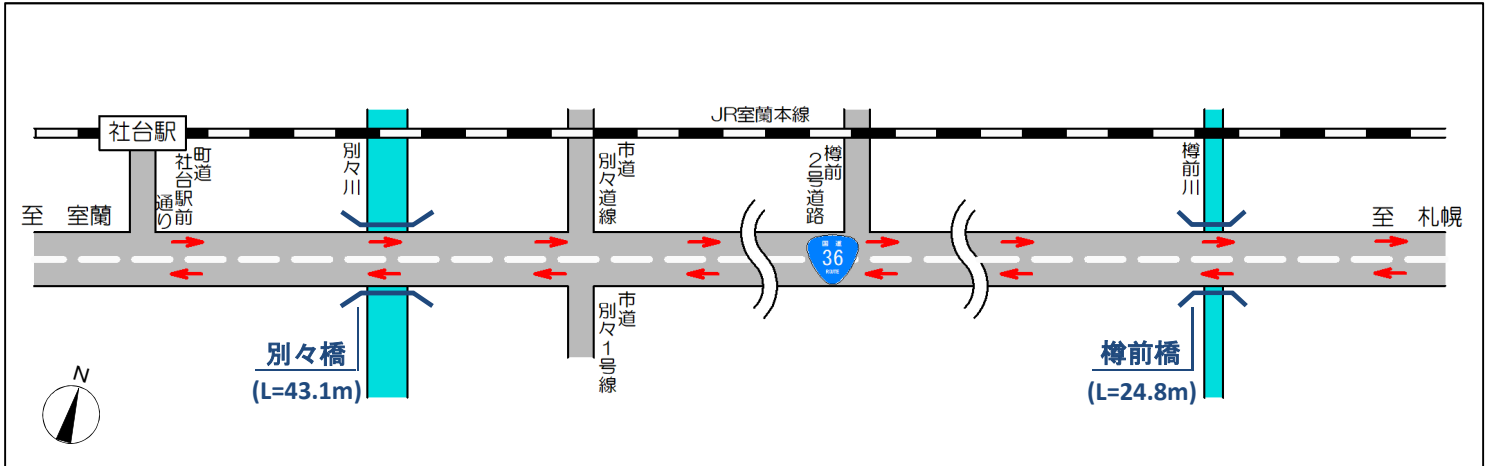 JR室蘭本線
社台駅
町道
社台駅前
通り
別々川
市道
別々道線
樽前
2号道路
樽前川
至 室蘭
至 札幌
国道
36
ROUTE
市道
別々1号線
別々橋
(L=43.1m)
樽前橋
(L=24.8m)
N